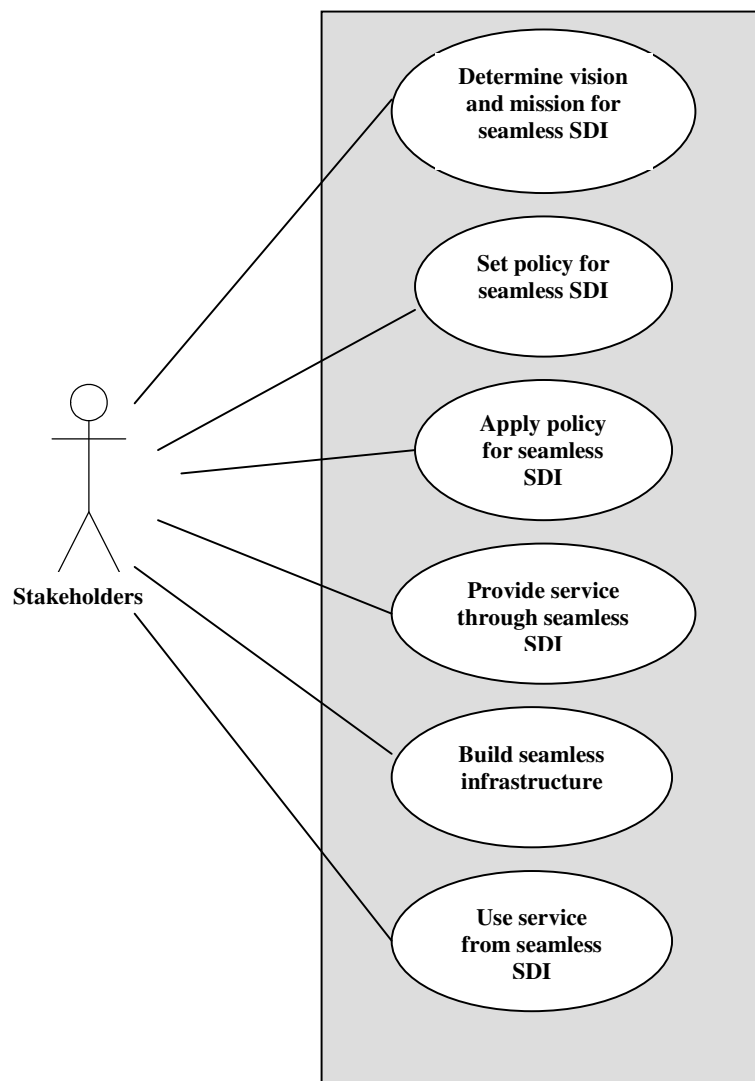 Determine vision
and mission for
seamless SDI
Set policy for
seamless SDI
Apply policy
for seamless
SDI
Stakeholders
Provide service
through seamless
SDI
Build seamless
infrastructure
Use service
from seamless
SDI